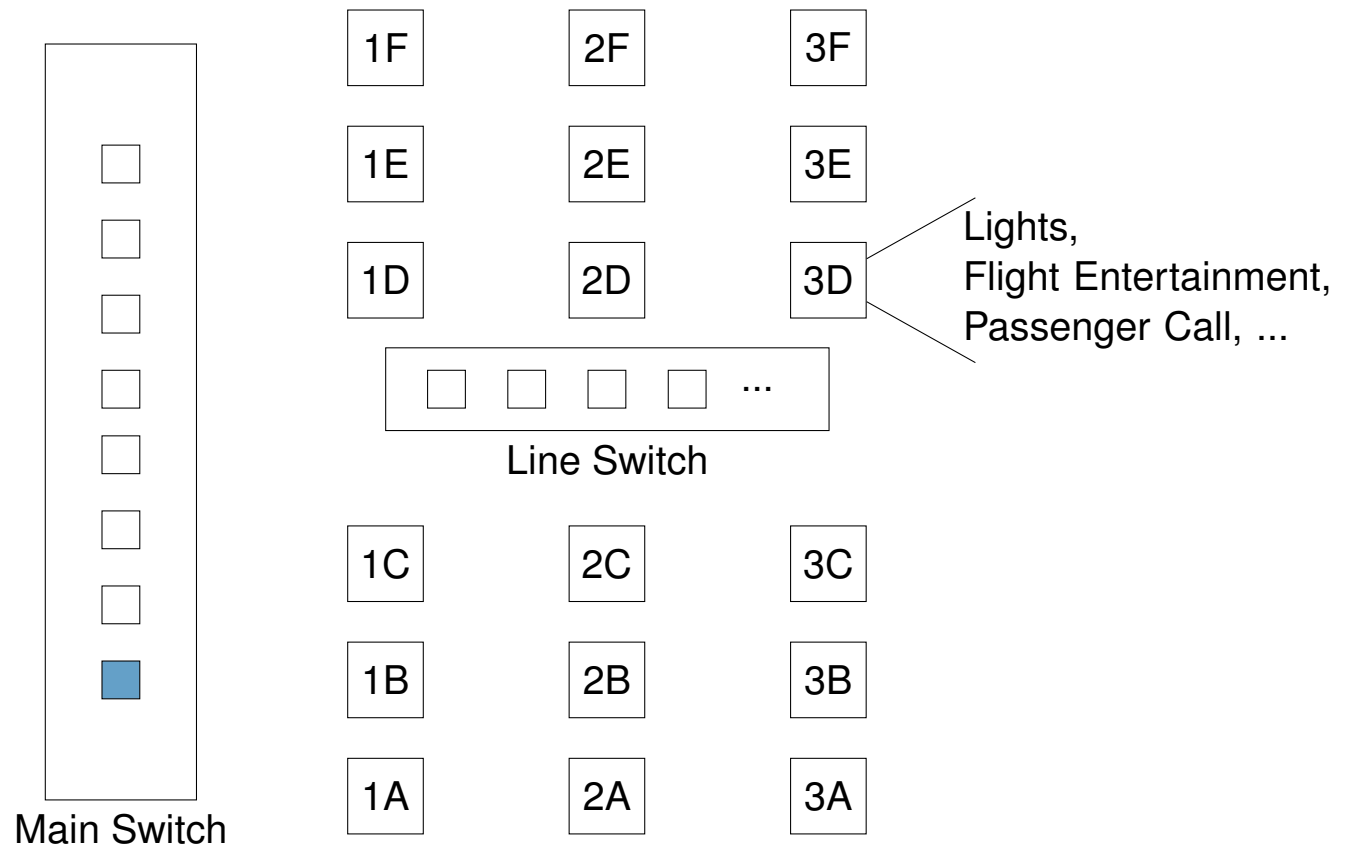 1F 2F 3F
1E 2E 3E
1D 2D 3D
Lights,
Flight Entertainment,
Passenger Call, ...
...
Line Switch
1C 2C 3C
1B 2B 3B
1A 2A 3A
Main Switch